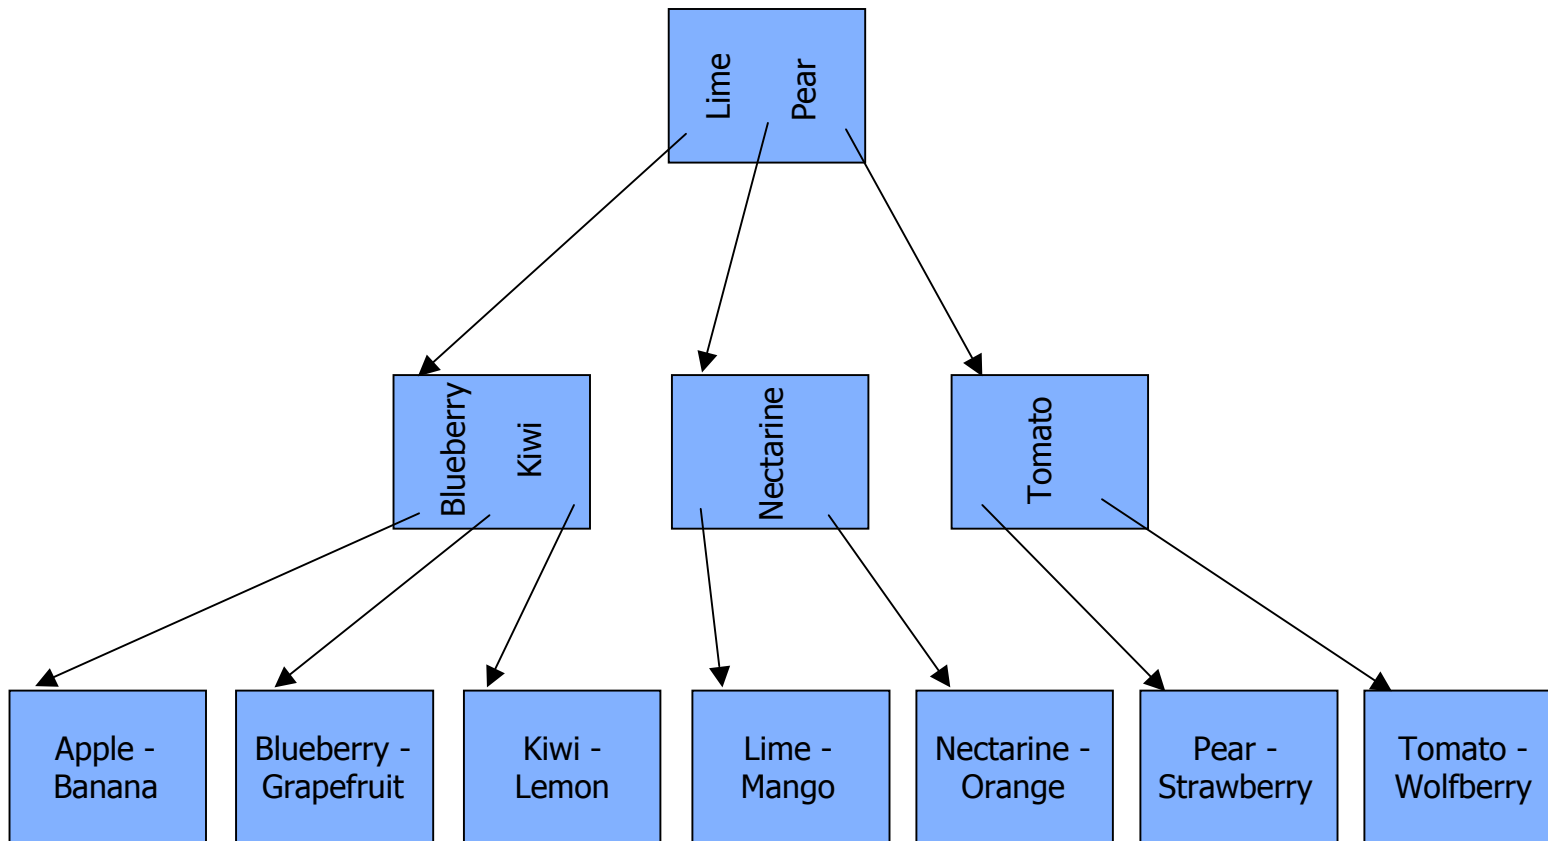 Lime
Pear
Blueberry
Kiwi
Nectarine
Tomato
Apple -
Banana
Blueberry -
Grapefruit
Kiwi -
Lemon
Lime -
Mango
Nectarine -
Orange
Pear -
Strawberry
Tomato -
Wolfberry